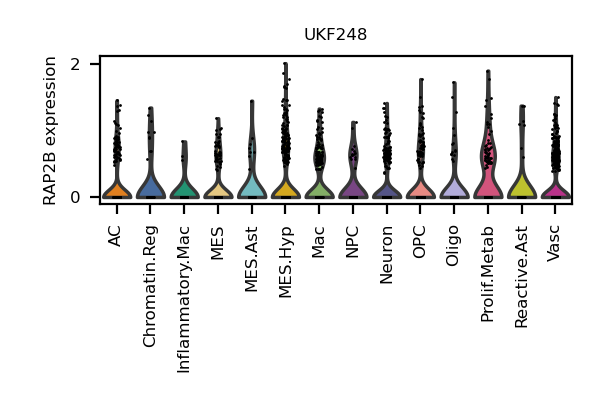 UKF248
RAP2B expression
2
0
AC
Chromatin.Reg
Inflammatory.Mac
MES
MES.Ast
MES.Hyp
Mac
NPC
Neuron
OPC
Oligo
Prolif.Metab
Reactive.Ast
Vasc